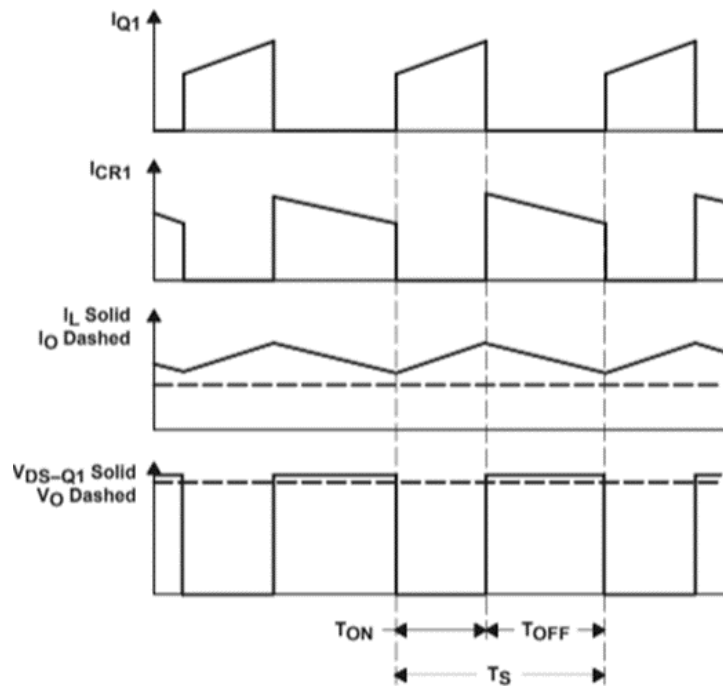 IQ1
ICR1
IL Solid
IO Dashed
VDS–Q1 Solid
VO Dashed
TON
TOFF
TS